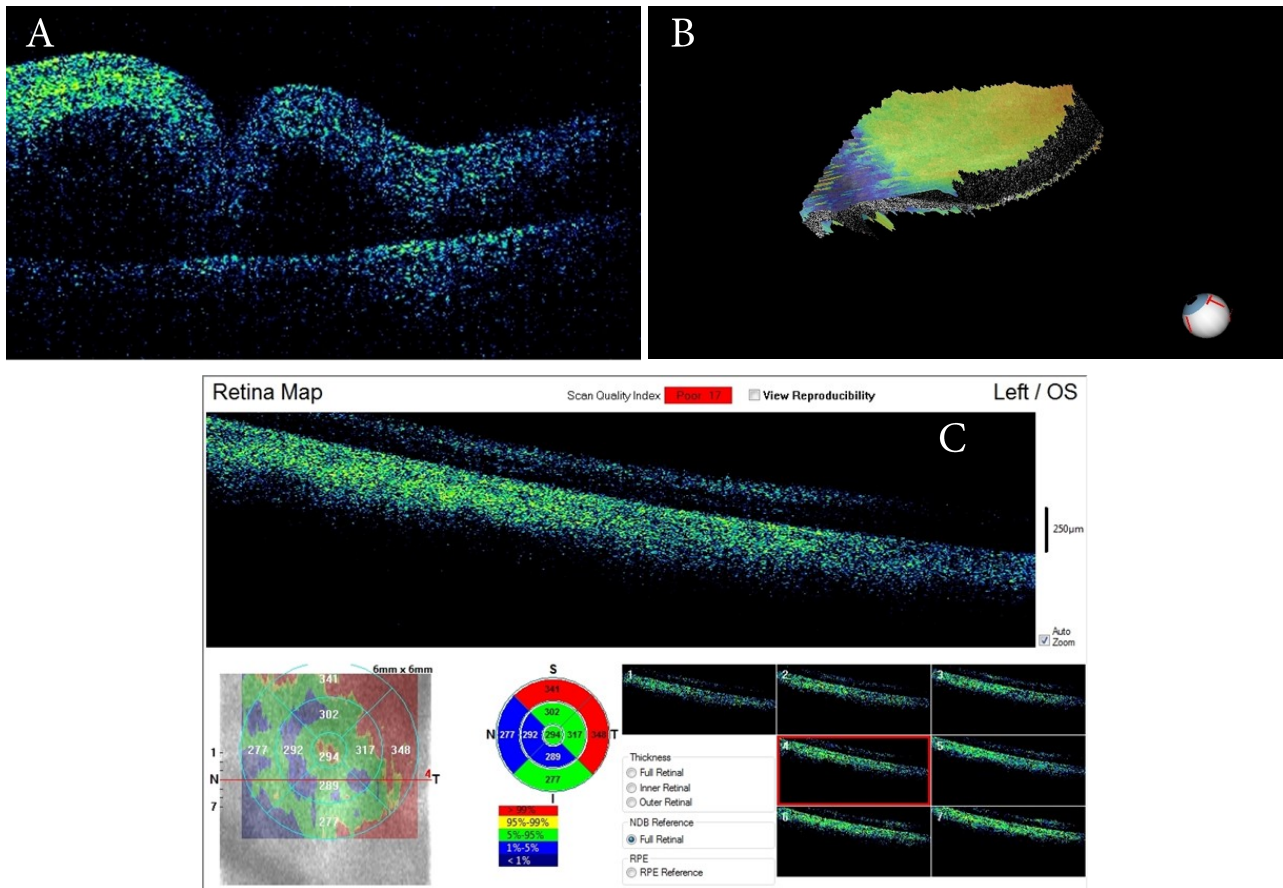 A
B
Retina Map
Scan Quality Index Poor 17 View Reproducibility
Left / OS
C
250µm
Auto
Zoom
6mm x 6mm
341
302
277 292 294 317 348
289
277
1
N
7
4
T
S
341
302
N 277 292 294 317 348 T
289
277
I
> 99%
95%-99%
5%-95%
1%-5%
< 1%
Thickness
Full Retinal
Inner Retinal
Outer Retinal
NDB Reference
Full Retinal
RPE
RPE Reference
1
2
3
4
5
6
7